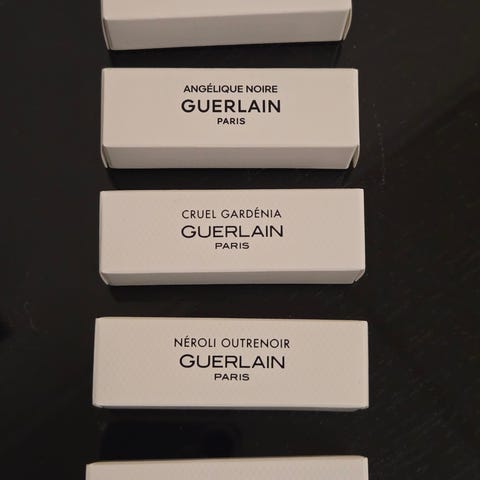 ANGÉLIQUE NOIRE
GUERLAIN
PARIS
CRUEL GARDÉNIA
GUERLAIN
PARIS
NÉROLI OUTRENOIR
GUERLAIN
PARIS